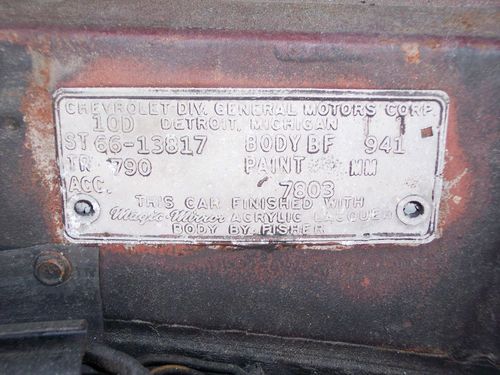 CHEVROLET DIV. GENERAL MOTORS CORP.
10D DETROIT, MICHIGAN
ST 66-13817 BODY BF 941
TR 790 PAINT MM
ACC. 7803
THIS CAR FINISHED WITH
Magic-Mirror ACRYLIC LACQUER
BODY BY FISHER